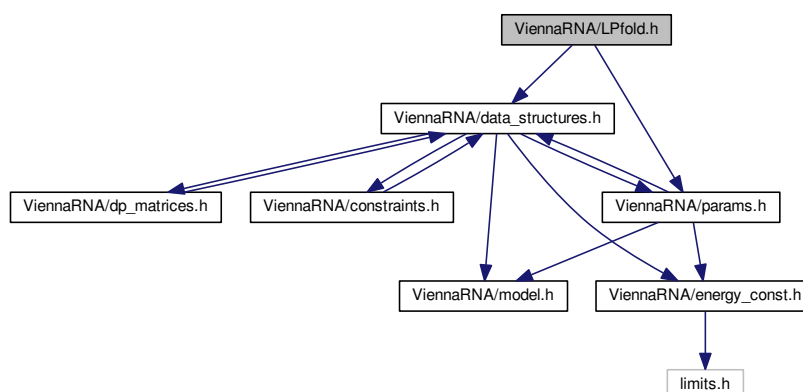 ViennaRNA/LPfold.h
ViennaRNA/data_structures.h
ViennaRNA/dp_matrices.h
ViennaRNA/constraints.h
ViennaRNA/params.h
ViennaRNA/model.h
ViennaRNA/energy_const.h
limits.h